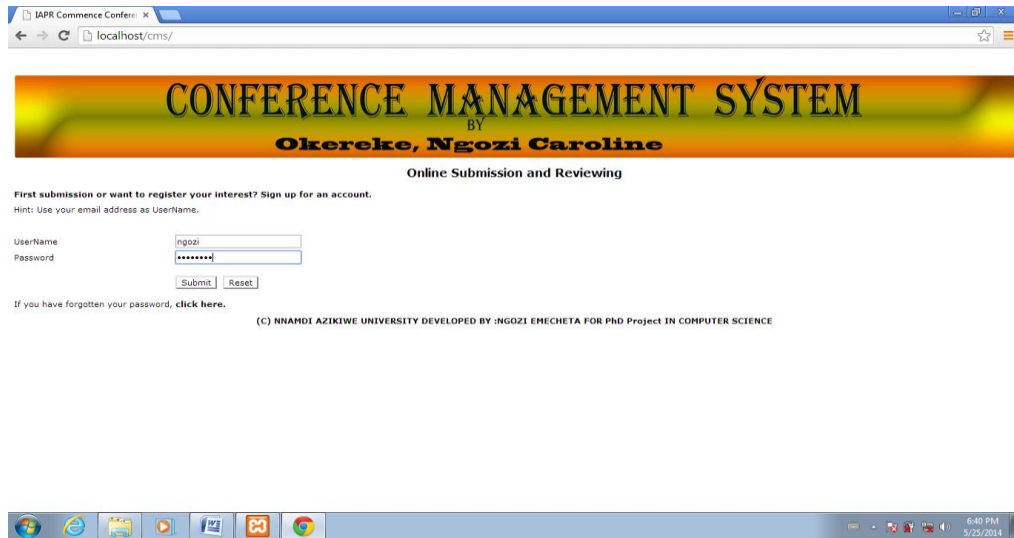 IAPR Commence Confere
localhost/cms/
CONFERENCE MANAGEMENT SYSTEM
BY
Okereke, Ngozi Caroline
Online Submission and Reviewing
First submission or want to register your interest? Sign up for an account.
Hint: Use your email address as UserName.
UserName ngozi
Password ••••••••
Submit Reset
If you have forgotten your password, click here.
(C) NNAMDI AZIKIWE UNIVERSITY DEVELOPED BY :NGOZI EMECHETA FOR PhD Project IN COMPUTER SCIENCE
6:40 PM
5/25/2014